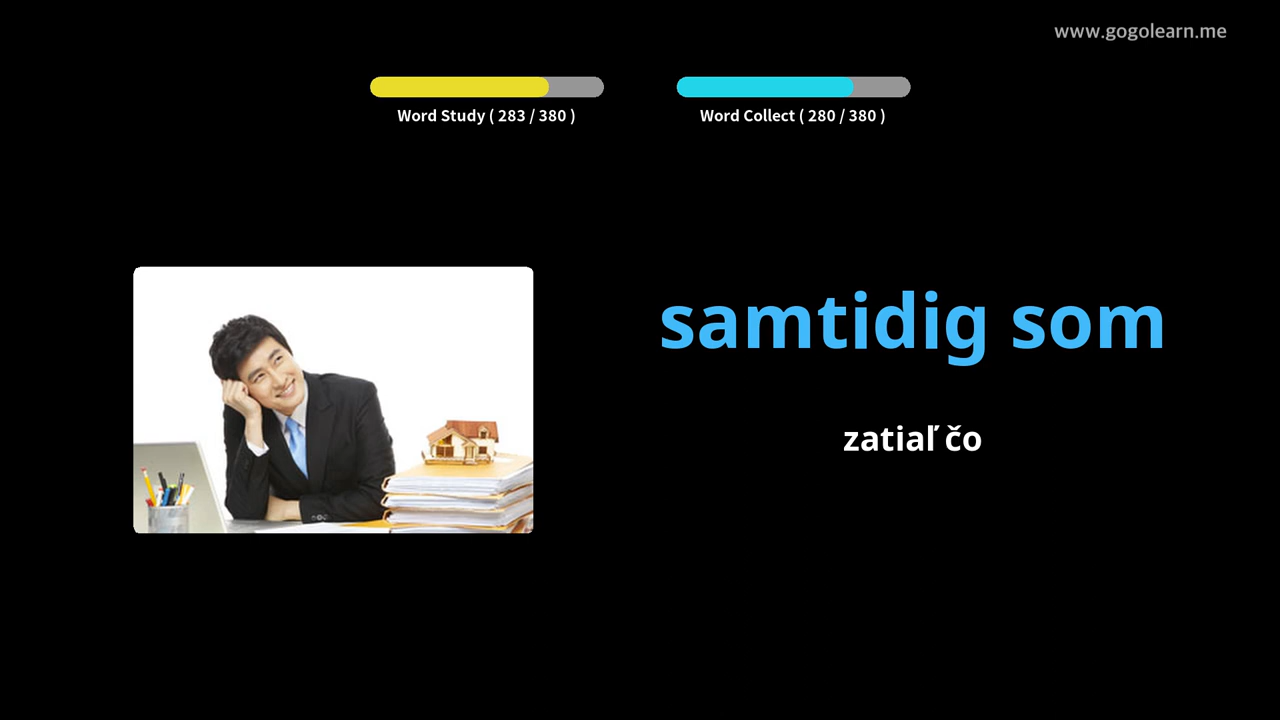 www.gogolearn.me
Word Study ( 283 / 380 )
Word Collect ( 280 / 380 )
samtidig som
zatiaľ čo